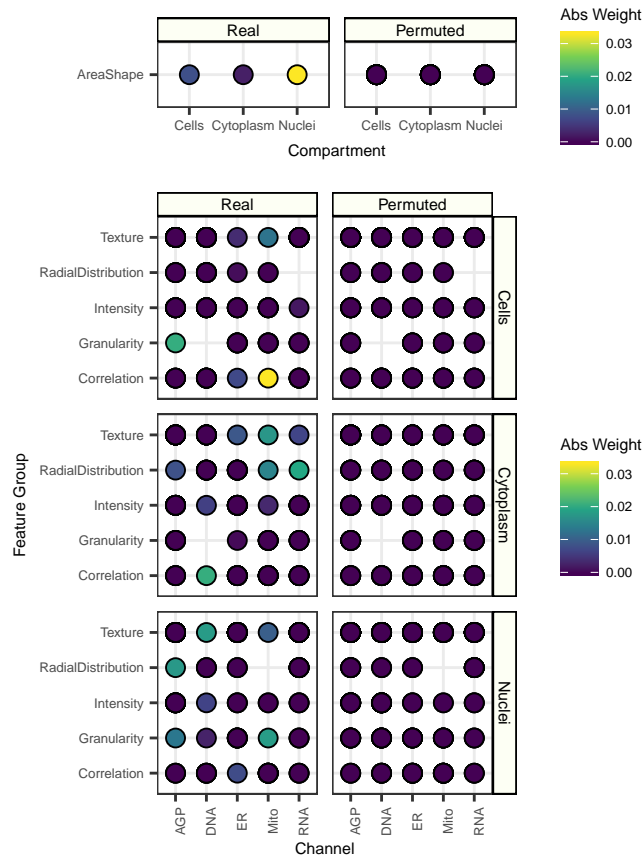 Real Permuted
AreaShape
Cells Cytoplasm Nuclei Cells Cytoplasm Nuclei
Compartment
Abs Weight
0.03
0.02
0.01
0.00
Real Permuted
Texture
RadialDistribution
Intensity
Granularity
Correlation
Cells
Texture
RadialDistribution
Intensity
Granularity
Correlation
Cytoplasm
Texture
RadialDistribution
Intensity
Granularity
Correlation
Nuclei
Feature Group
AGP DNA ER Mito RNA AGP DNA ER Mito RNA
Channel
Abs Weight
0.03
0.02
0.01
0.00